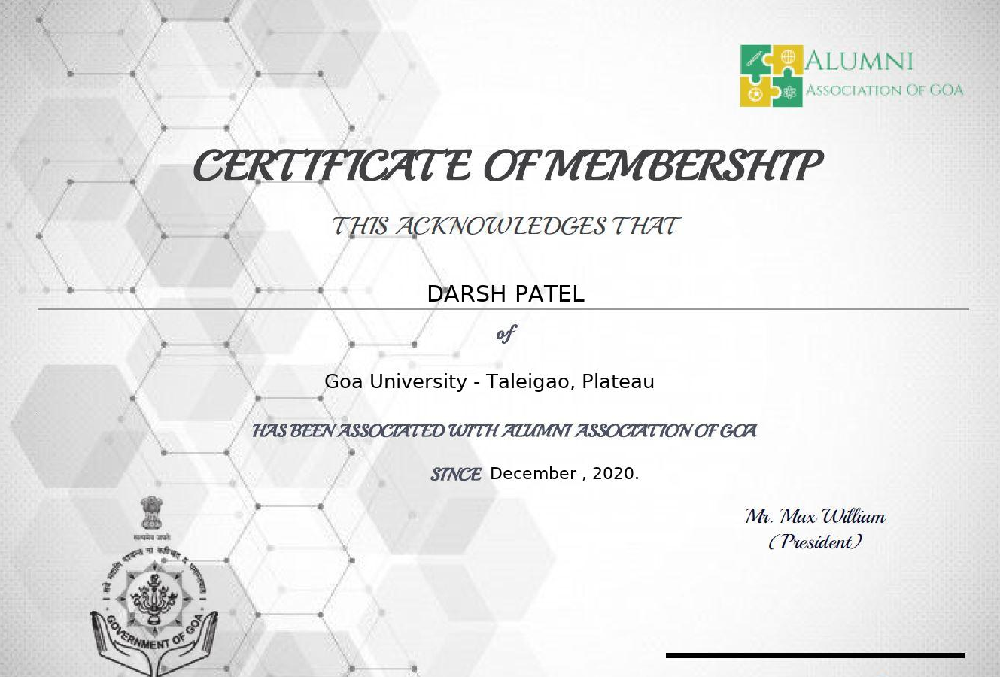 ALUMNI
ASSOCIATION OF GOA
CERTIFICATE OF MEMBERSHIP
THIS ACKNOWLEDGES THAT
DARSH PATEL
of
Goa University - Taleigao, Plateau
HAS BEEN ASSOCIATED WITH ALUMNI ASSOCIATION OF GOA
SINCE December , 2020.
Mr. Max William
(President)
सत्यमेव जयते
GOVERNMENT OF GOA